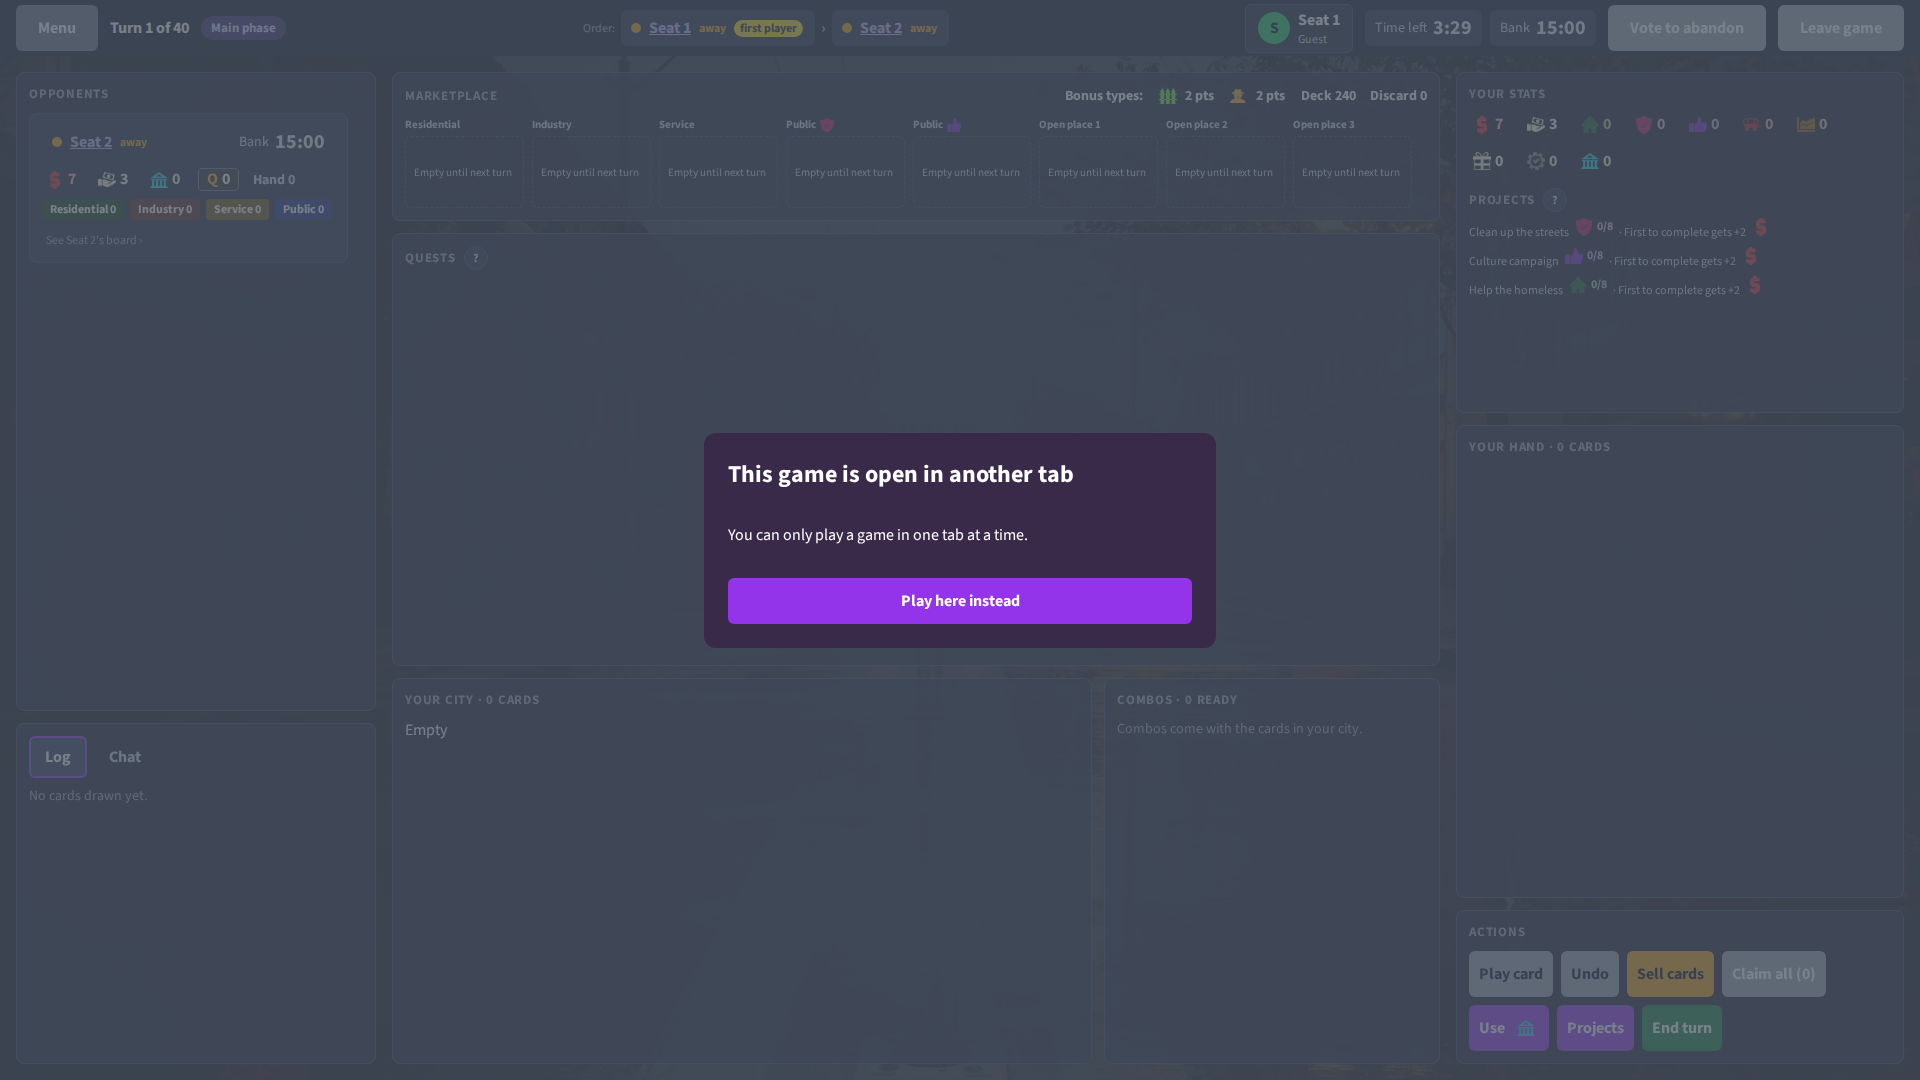 Menu
Turn 1 of 40
Main phase
Order: Seat 1 away first player › Seat 2 away
S
Seat 1
Guest
Time left 3:29
Bank 15:00
Vote to abandon
Leave game
OPPONENTS
Seat 2 away
Bank 15:00
7 3 0 Q 0 Hand 0
Residential 0 Industry 0 Service 0 Public 0
See Seat 2's board ›
Log
Chat
No cards drawn yet.
MARKETPLACE
Bonus types: 2 pts 2 pts Deck 240 Discard 0
Residential Industry Service Public Public Open place 1 Open place 2 Open place 3
Empty until next turn Empty until next turn Empty until next turn Empty until next turn Empty until next turn Empty until next turn Empty until next turn Empty until next turn
QUESTS ?
This game is open in another tab
You can only play a game in one tab at a time.
Play here instead
YOUR CITY · 0 CARDS
Empty
COMBOS · 0 READY
Combos come with the cards in your city.
YOUR STATS
7 3 0 0 0 0 0
0 0 0
PROJECTS ?
Clean up the streets 0/8 · First to complete gets +2
Culture campaign 0/8 · First to complete gets +2
Help the homeless 0/8 · First to complete gets +2
YOUR HAND · 0 CARDS
ACTIONS
Play card
Undo
Sell cards
Claim all (0)
Use
Projects
End turn